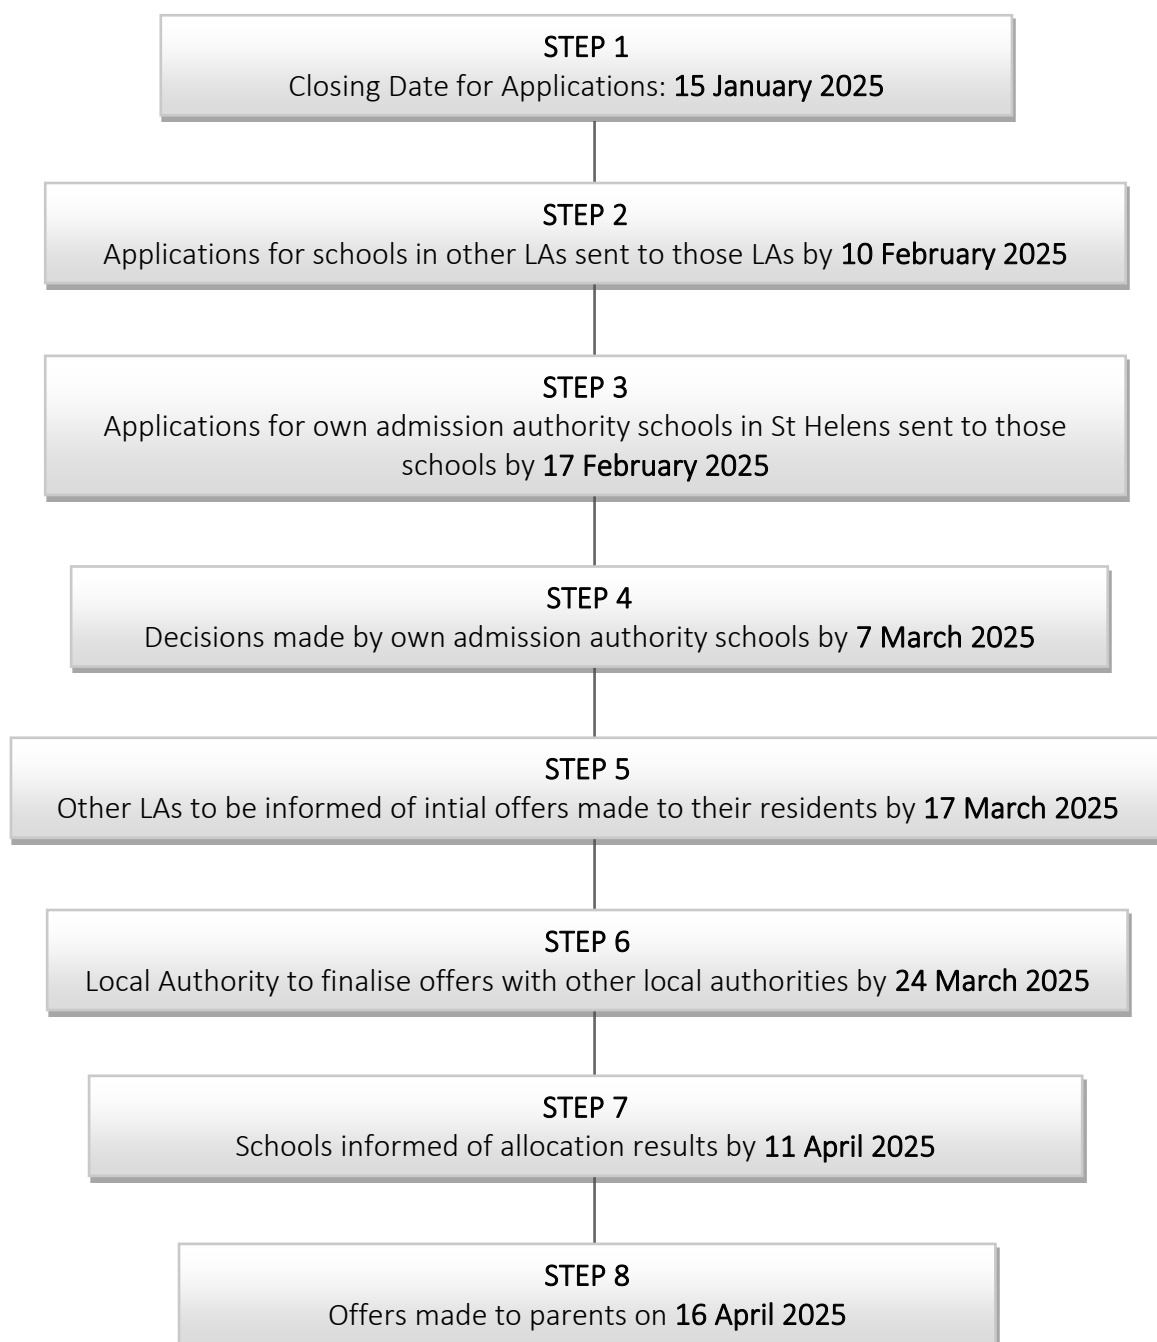 STEP 1
Closing Date for Applications: 15 January 2025
STEP 2
Applications for schools in other LAs sent to those LAs by 10 February 2025
STEP 3
Applications for own admission authority schools in St Helens sent to those
schools by 17 February 2025
STEP 4
Decisions made by own admission authority schools by 7 March 2025
STEP 5
Other LAs to be informed of intial offers made to their residents by 17 March 2025
STEP 6
Local Authority to finalise offers with other local authorities by 24 March 2025
STEP 7
Schools informed of allocation results by 11 April 2025
STEP 8
Offers made to parents on 16 April 2025